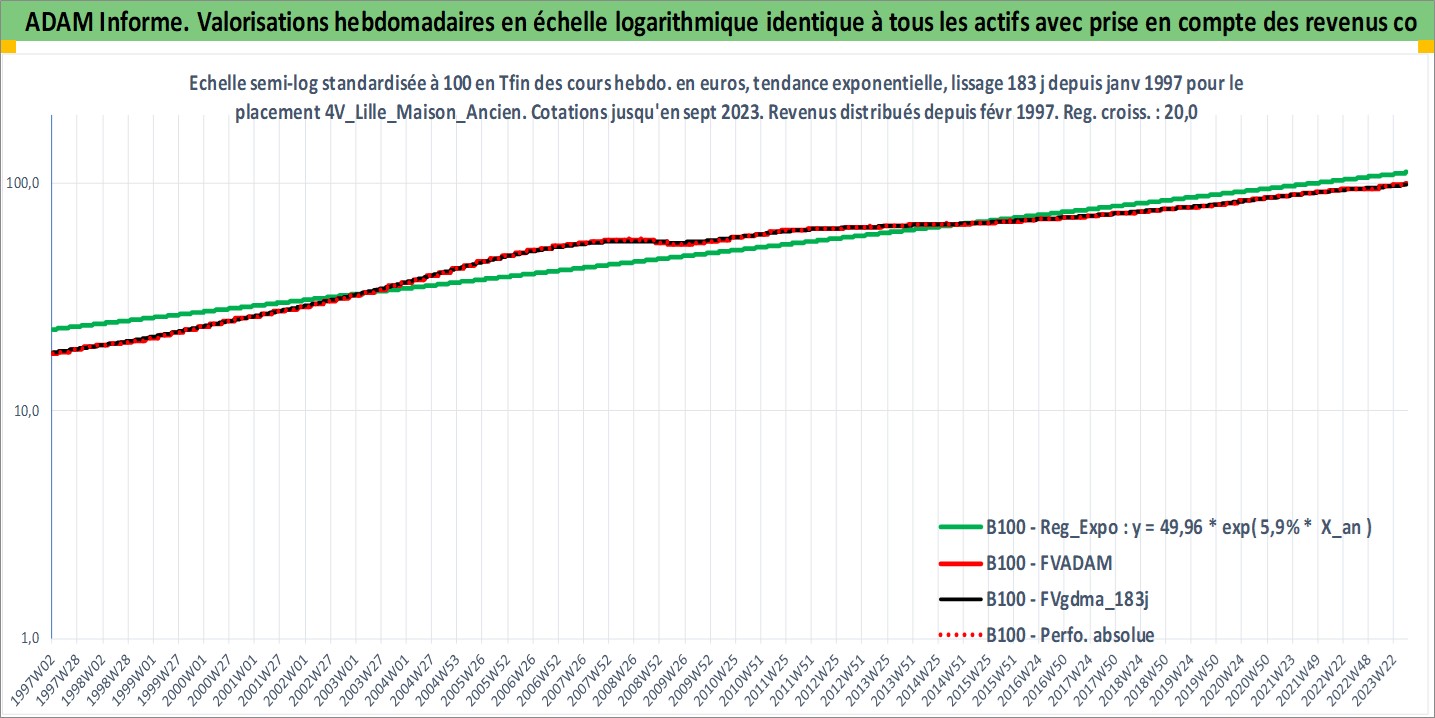 ADAM Informe. Valorisations hebdomadaires en échelle logarithmique identique à tous les actifs avec prise en compte des revenus co
Echelle semi-log standardisée à 100 en Tfin des cours hebdo. en euros, tendance exponentielle, lissage 183 j depuis janv 1997 pour le
placement 4V_Lille_Maison_Ancien. Cotations jusqu'en sept 2023. Revenus distribués depuis févr 1997. Reg. croiss. : 20,0
100,0
10,0
1,0
B100 - Reg_Expo : y = 49,96 * exp( 5,9% * X_an )
B100 - FVADAM
B100 - FVgdma_183j
B100 - Perfo. absolue
1997W02
1997W28
1998W02
1998W28
1999W01
1999W27
2000W01
2000W27
2001W01
2001W27
2002W01
2002W27
2003W01
2003W27
2004W01
2004W27
2004W53
2005W26
2005W52
2006W26
2006W52
2007W26
2007W52
2008W26
2008W52
2009W26
2009W52
2010W25
2010W51
2011W25
2011W51
2012W25
2012W51
2013W25
2013W51
2014W25
2014W51
2015W25
2015W51
2016W24
2016W50
2017W24
2017W50
2018W24
2018W50
2019W24
2019W50
2020W24
2020W50
2021W23
2021W49
2022W22
2022W48
2023W22